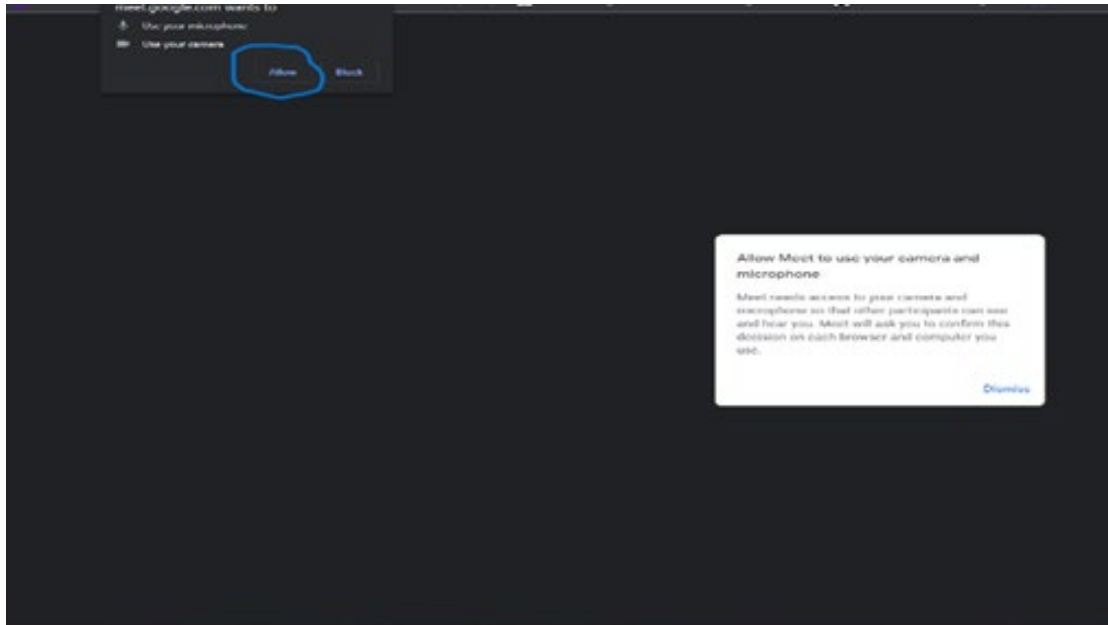 meet.google.com wants to
Use your microphone
Use your camera
Allow Block
Allow Meet to use your camera and
microphone
Meet needs access to your camera and
microphone so that other participants can see
and hear you. Meet will ask you to confirm this
decision on each browser and computer you
use.
Dismiss